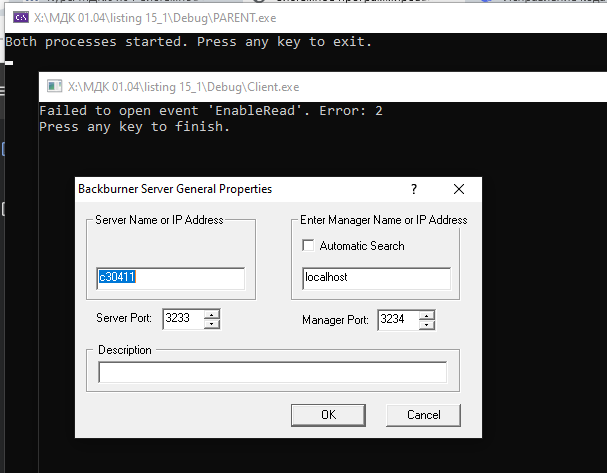 X:\МДК 01.04\listing 15_1\Debug\PARENT.exe
Both processes started. Press any key to exit.
X:\МДК 01.04\listing 15_1\Debug\Client.exe
Failed to open event 'EnableRead'. Error: 2
Press any key to finish.
Backburner Server General Properties
Server Name or IP Address
Enter Manager Name or IP Address
Automatic Search
c30411
localhost
Server Port: 3233
Manager Port: 3234
Description
OK
Cancel